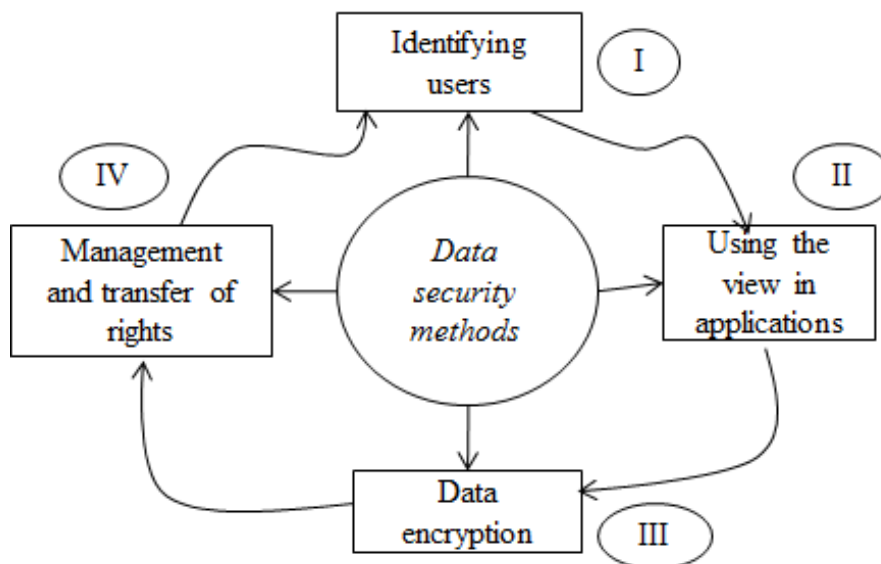 Identifying
users
I
IV
II
Management
and transfer of
rights
Data
security
methods
Using the
view in
applications
Data
encryption
III